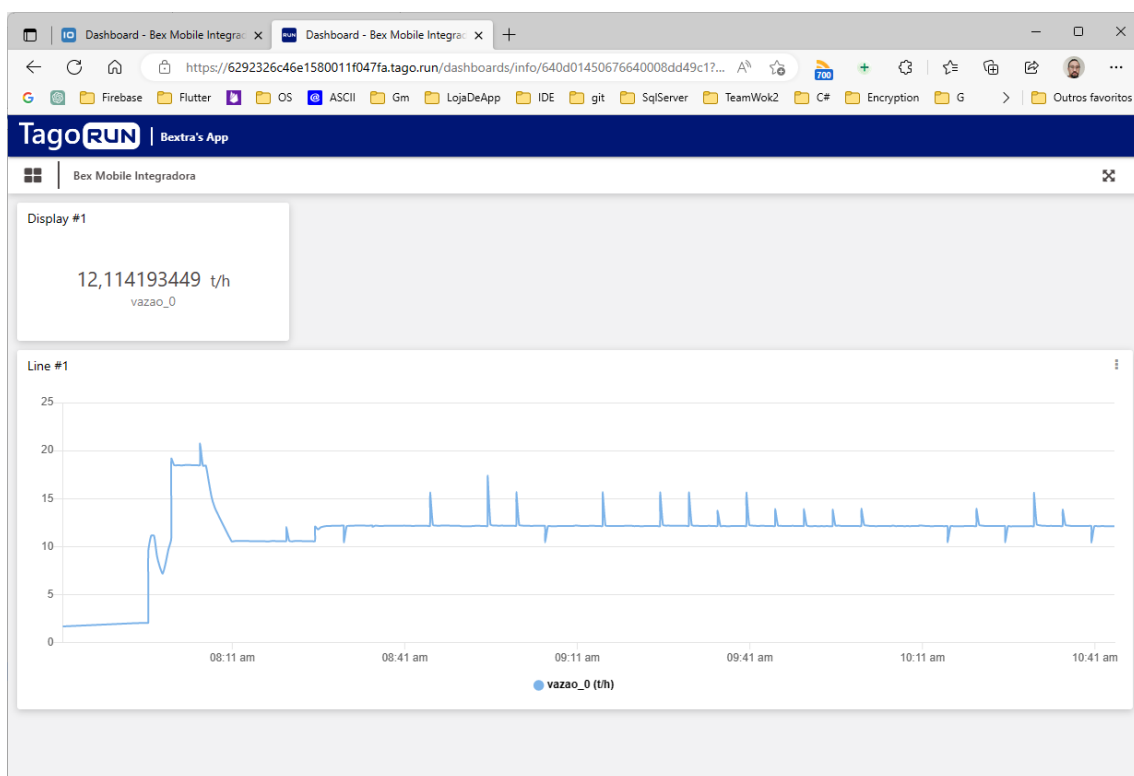 Dashboard - Bex Mobile Integrac
Dashboard - Bex Mobile Integrac
https://6292326c46e1580011f047fa.tago.run/dashboards/info/640d01450676640008dd49c1?...
700
Firebase Flutter OS ASCII Gm LojaDeApp IDE git SqlServer TeamWok2 C# Encryption G Outros favoritos
TagoRUN | Bextra's App
Bex Mobile Integradora
Display #1
12,114193449 t/h
vazao_0
Line #1
25
20
15
10
5
0
08:11 am 08:41 am 09:11 am 09:41 am 10:11 am 10:41 am
vazao_0 (t/h)